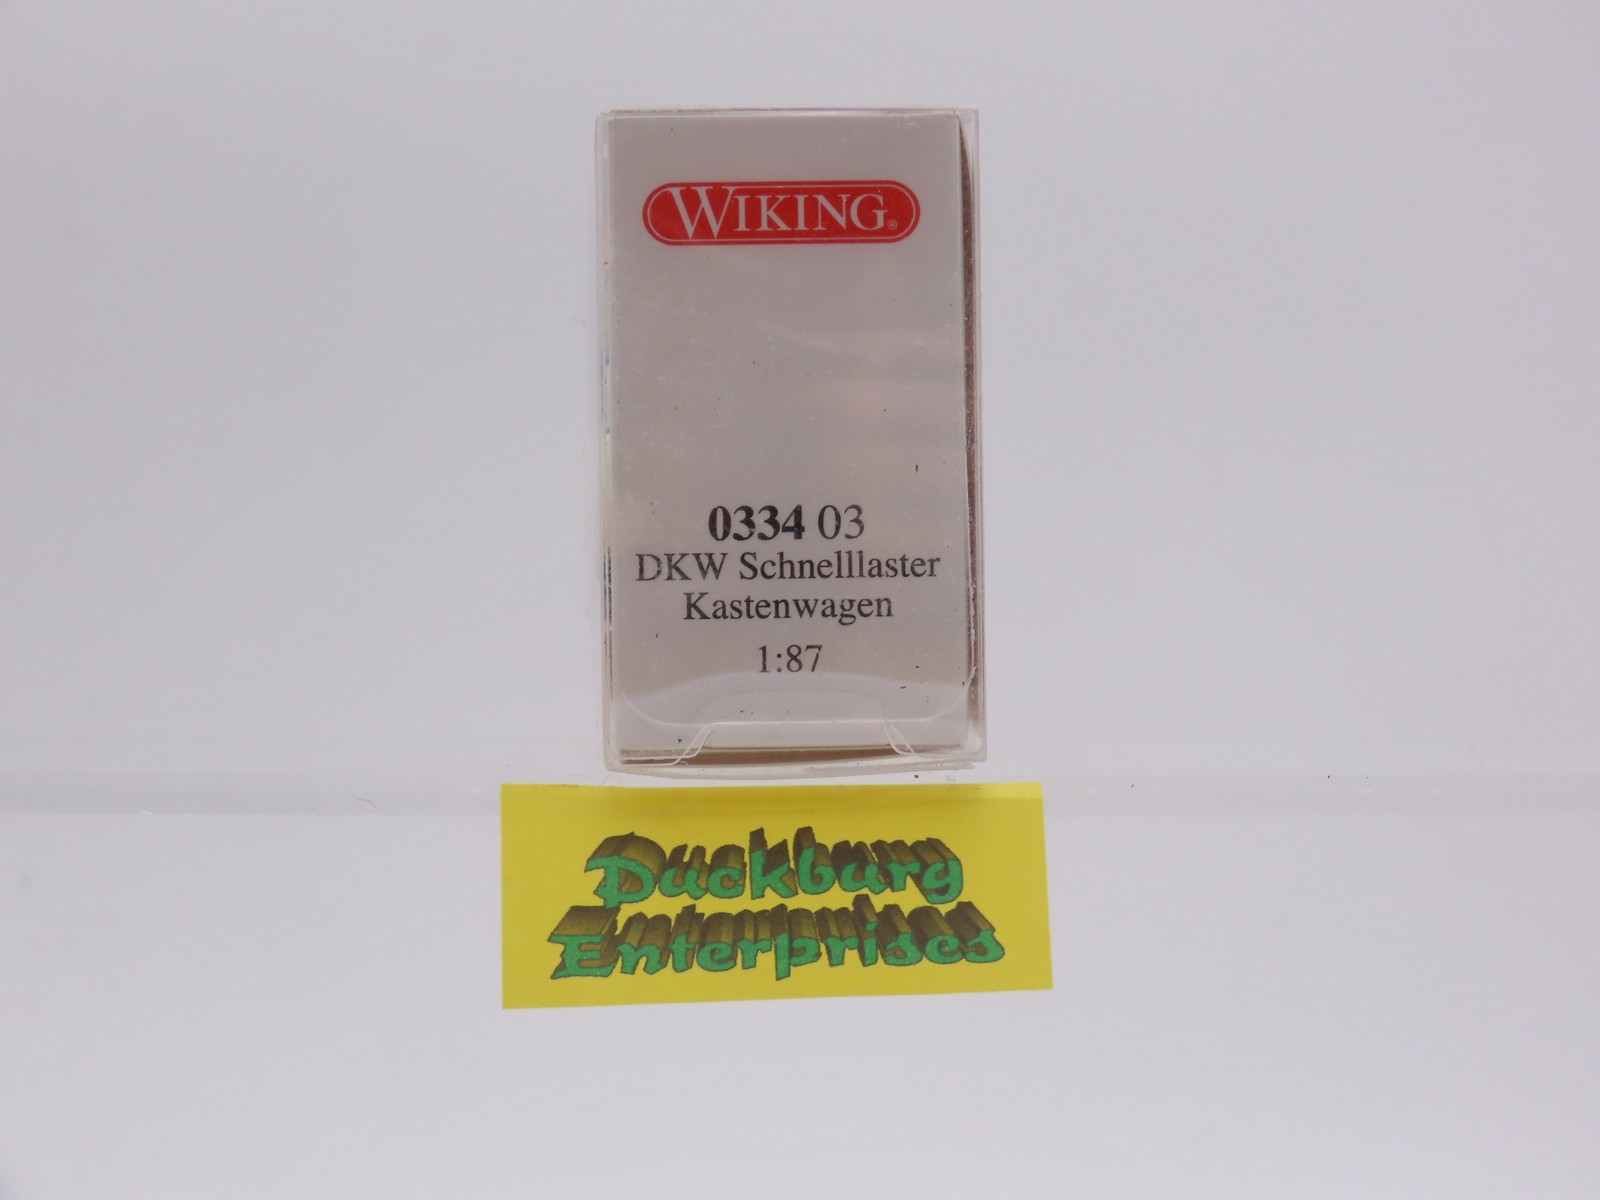 WIKING®
0334 03
DKW Schnelllaster
Kastenwagen
1:87
Duckburg
Enterprises